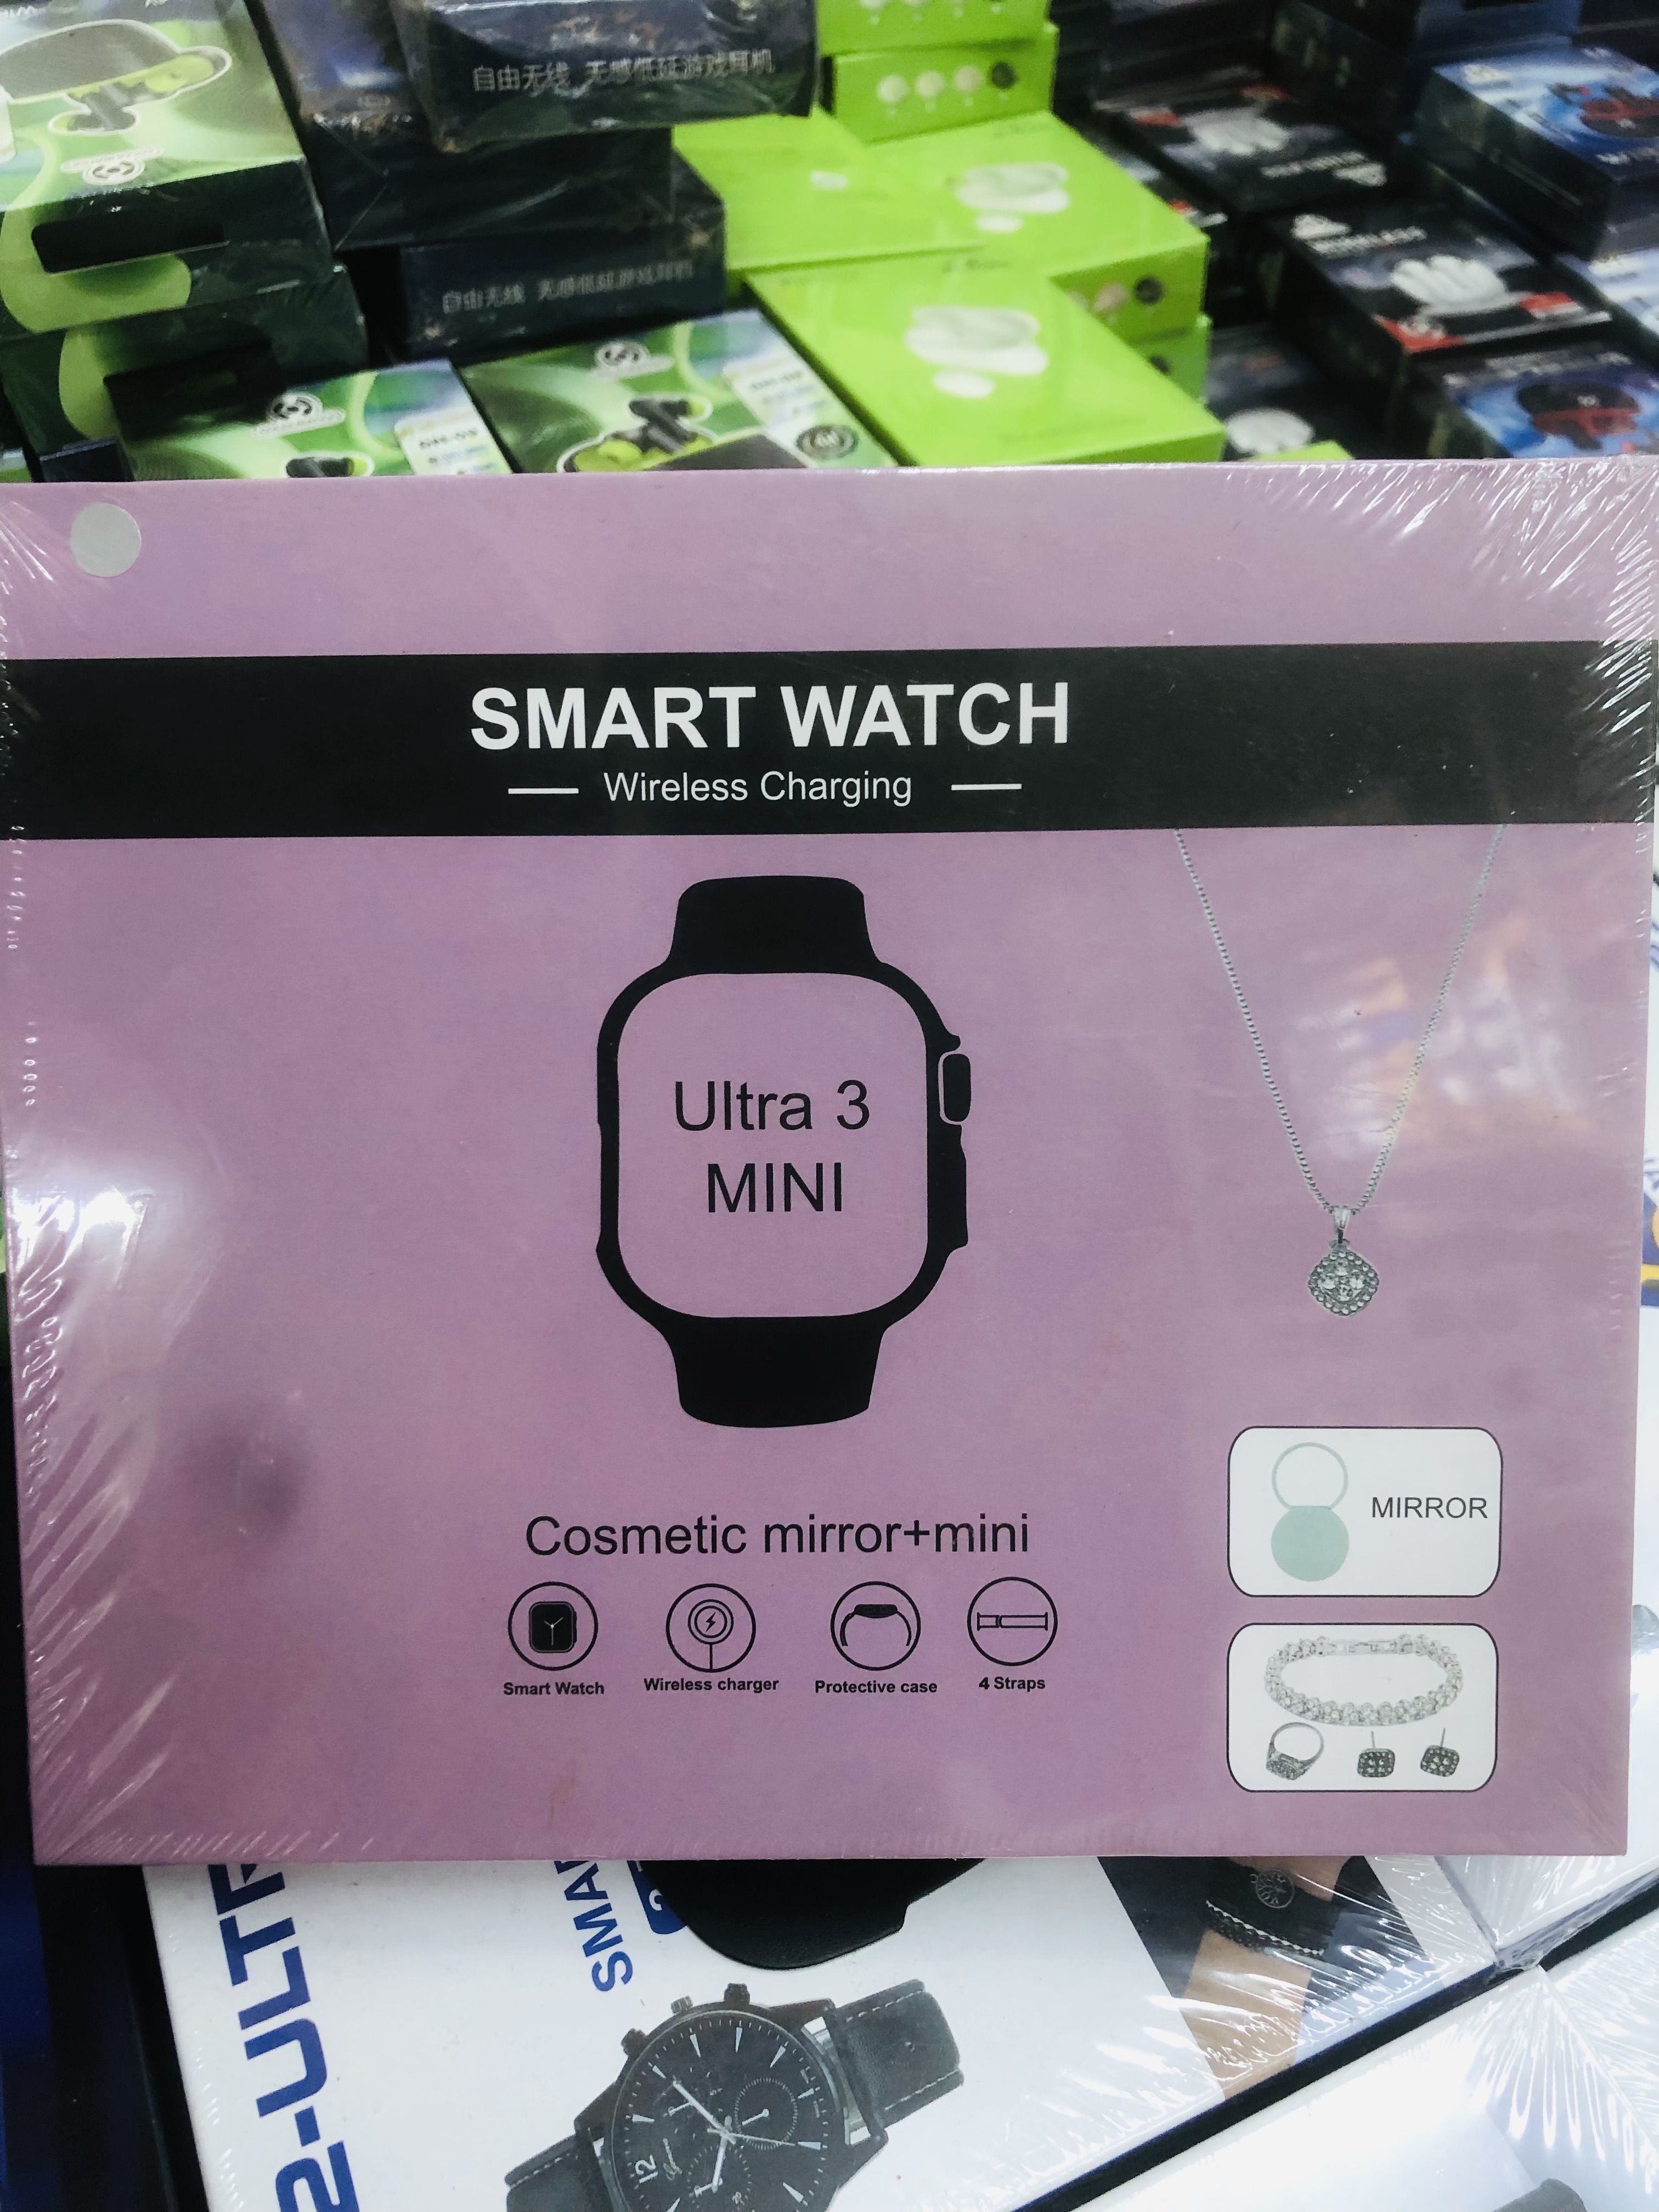 自由无线 无感低延游戏耳机
自由无线 无感低延游戏耳机
SMART WATCH
Wireless Charging
Ultra 3
MINI
Cosmetic mirror+mini
Smart Watch
Wireless charger
Protective case
4 Straps
MIRROR
2-ULTR
SMA
12